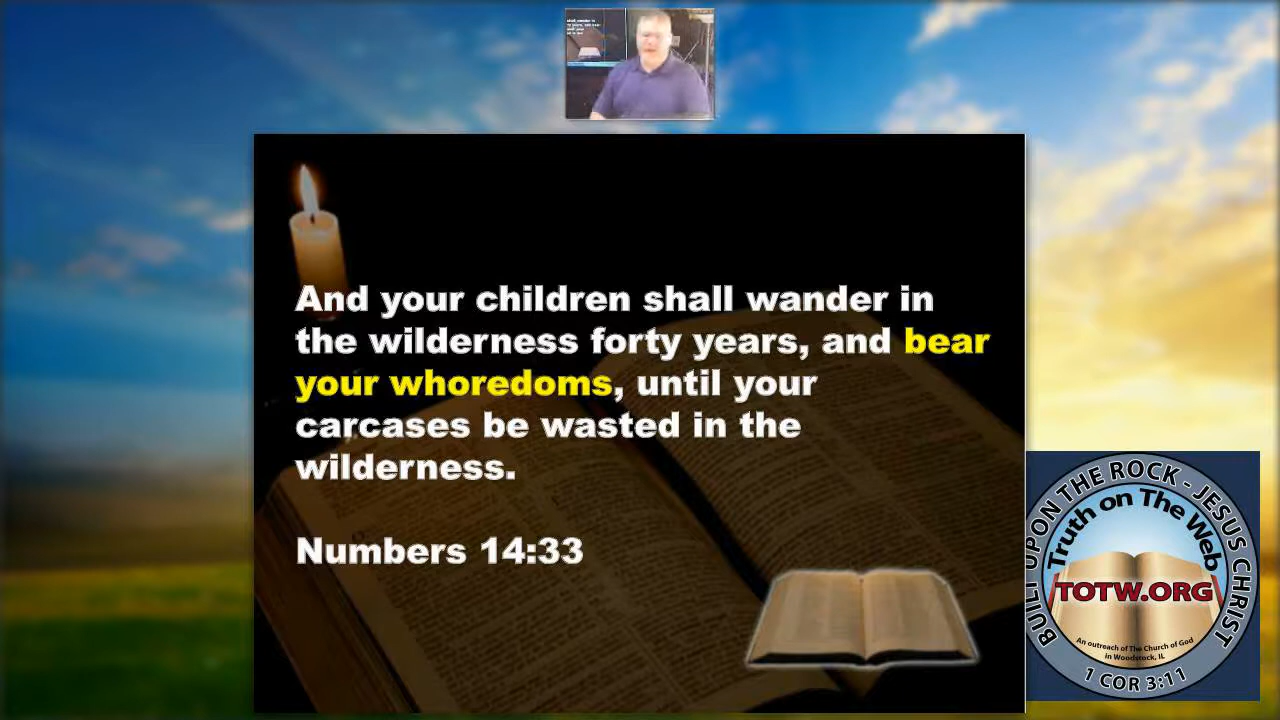 And your children shall wander in
the wilderness forty years, and bear
your whoredoms, until your
carcases be wasted in the
wilderness.
Numbers 14:33
BUILT UPON THE ROCK - JESUS CHRIST
Truth on The Web
TOTW.ORG
An outreach of The Church of God
in Woodstock, IL
1 COR 3:11